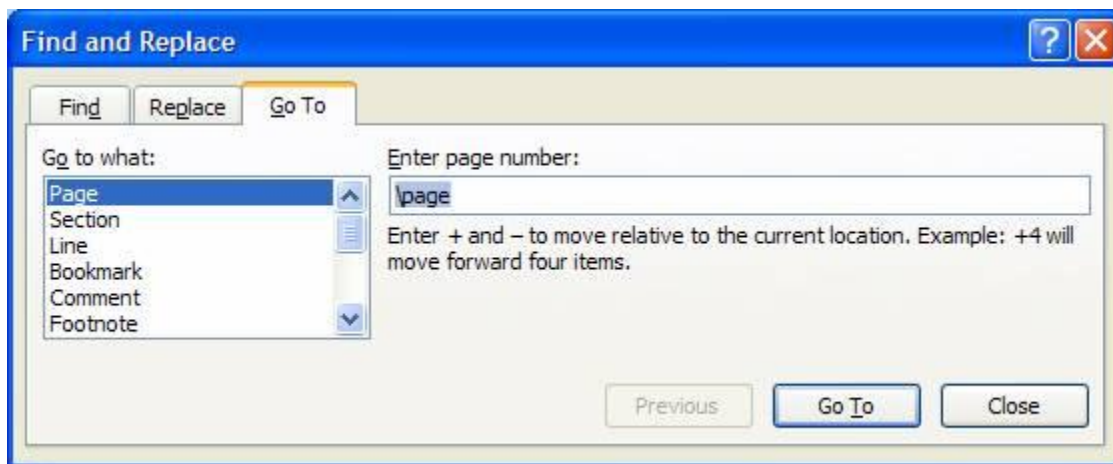 Find and Replace
Find
Replace
Go To
Go to what:
Page
Section
Line
Bookmark
Comment
Footnote
Enter page number:
\page
Enter + and – to move relative to the current location. Example: +4 will
move forward four items.
Previous
Go To
Close